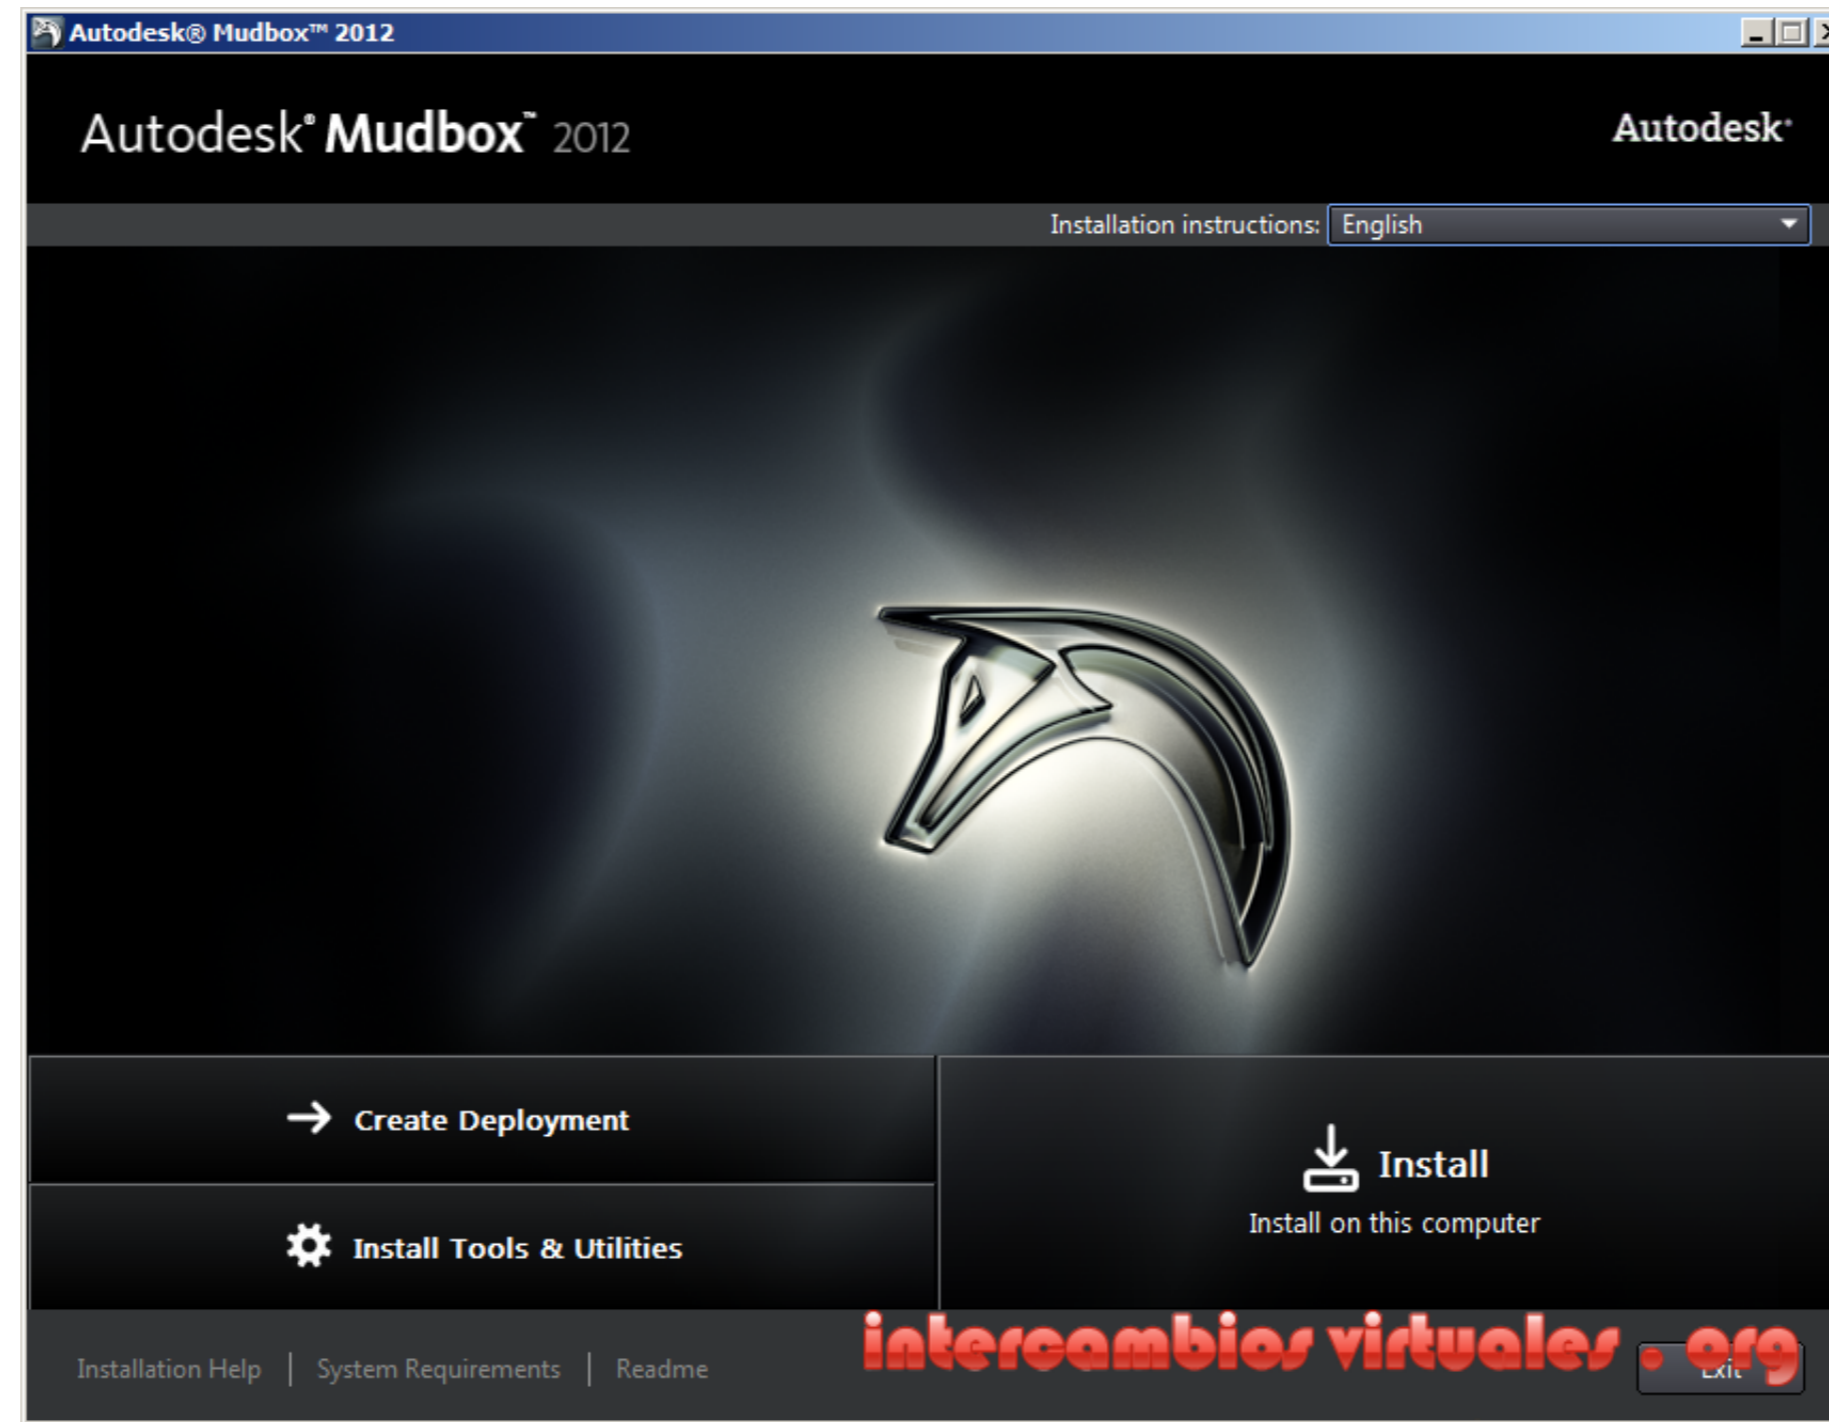 Autodesk® Mudbox™ 2012
Autodesk® Mudbox™ 2012
Autodesk®
Installation instructions: English
Create Deployment
Install Tools & Utilities
Install
Install on this computer
Installation Help | System Requirements | Readme
Exit
intercambios virtuales . org